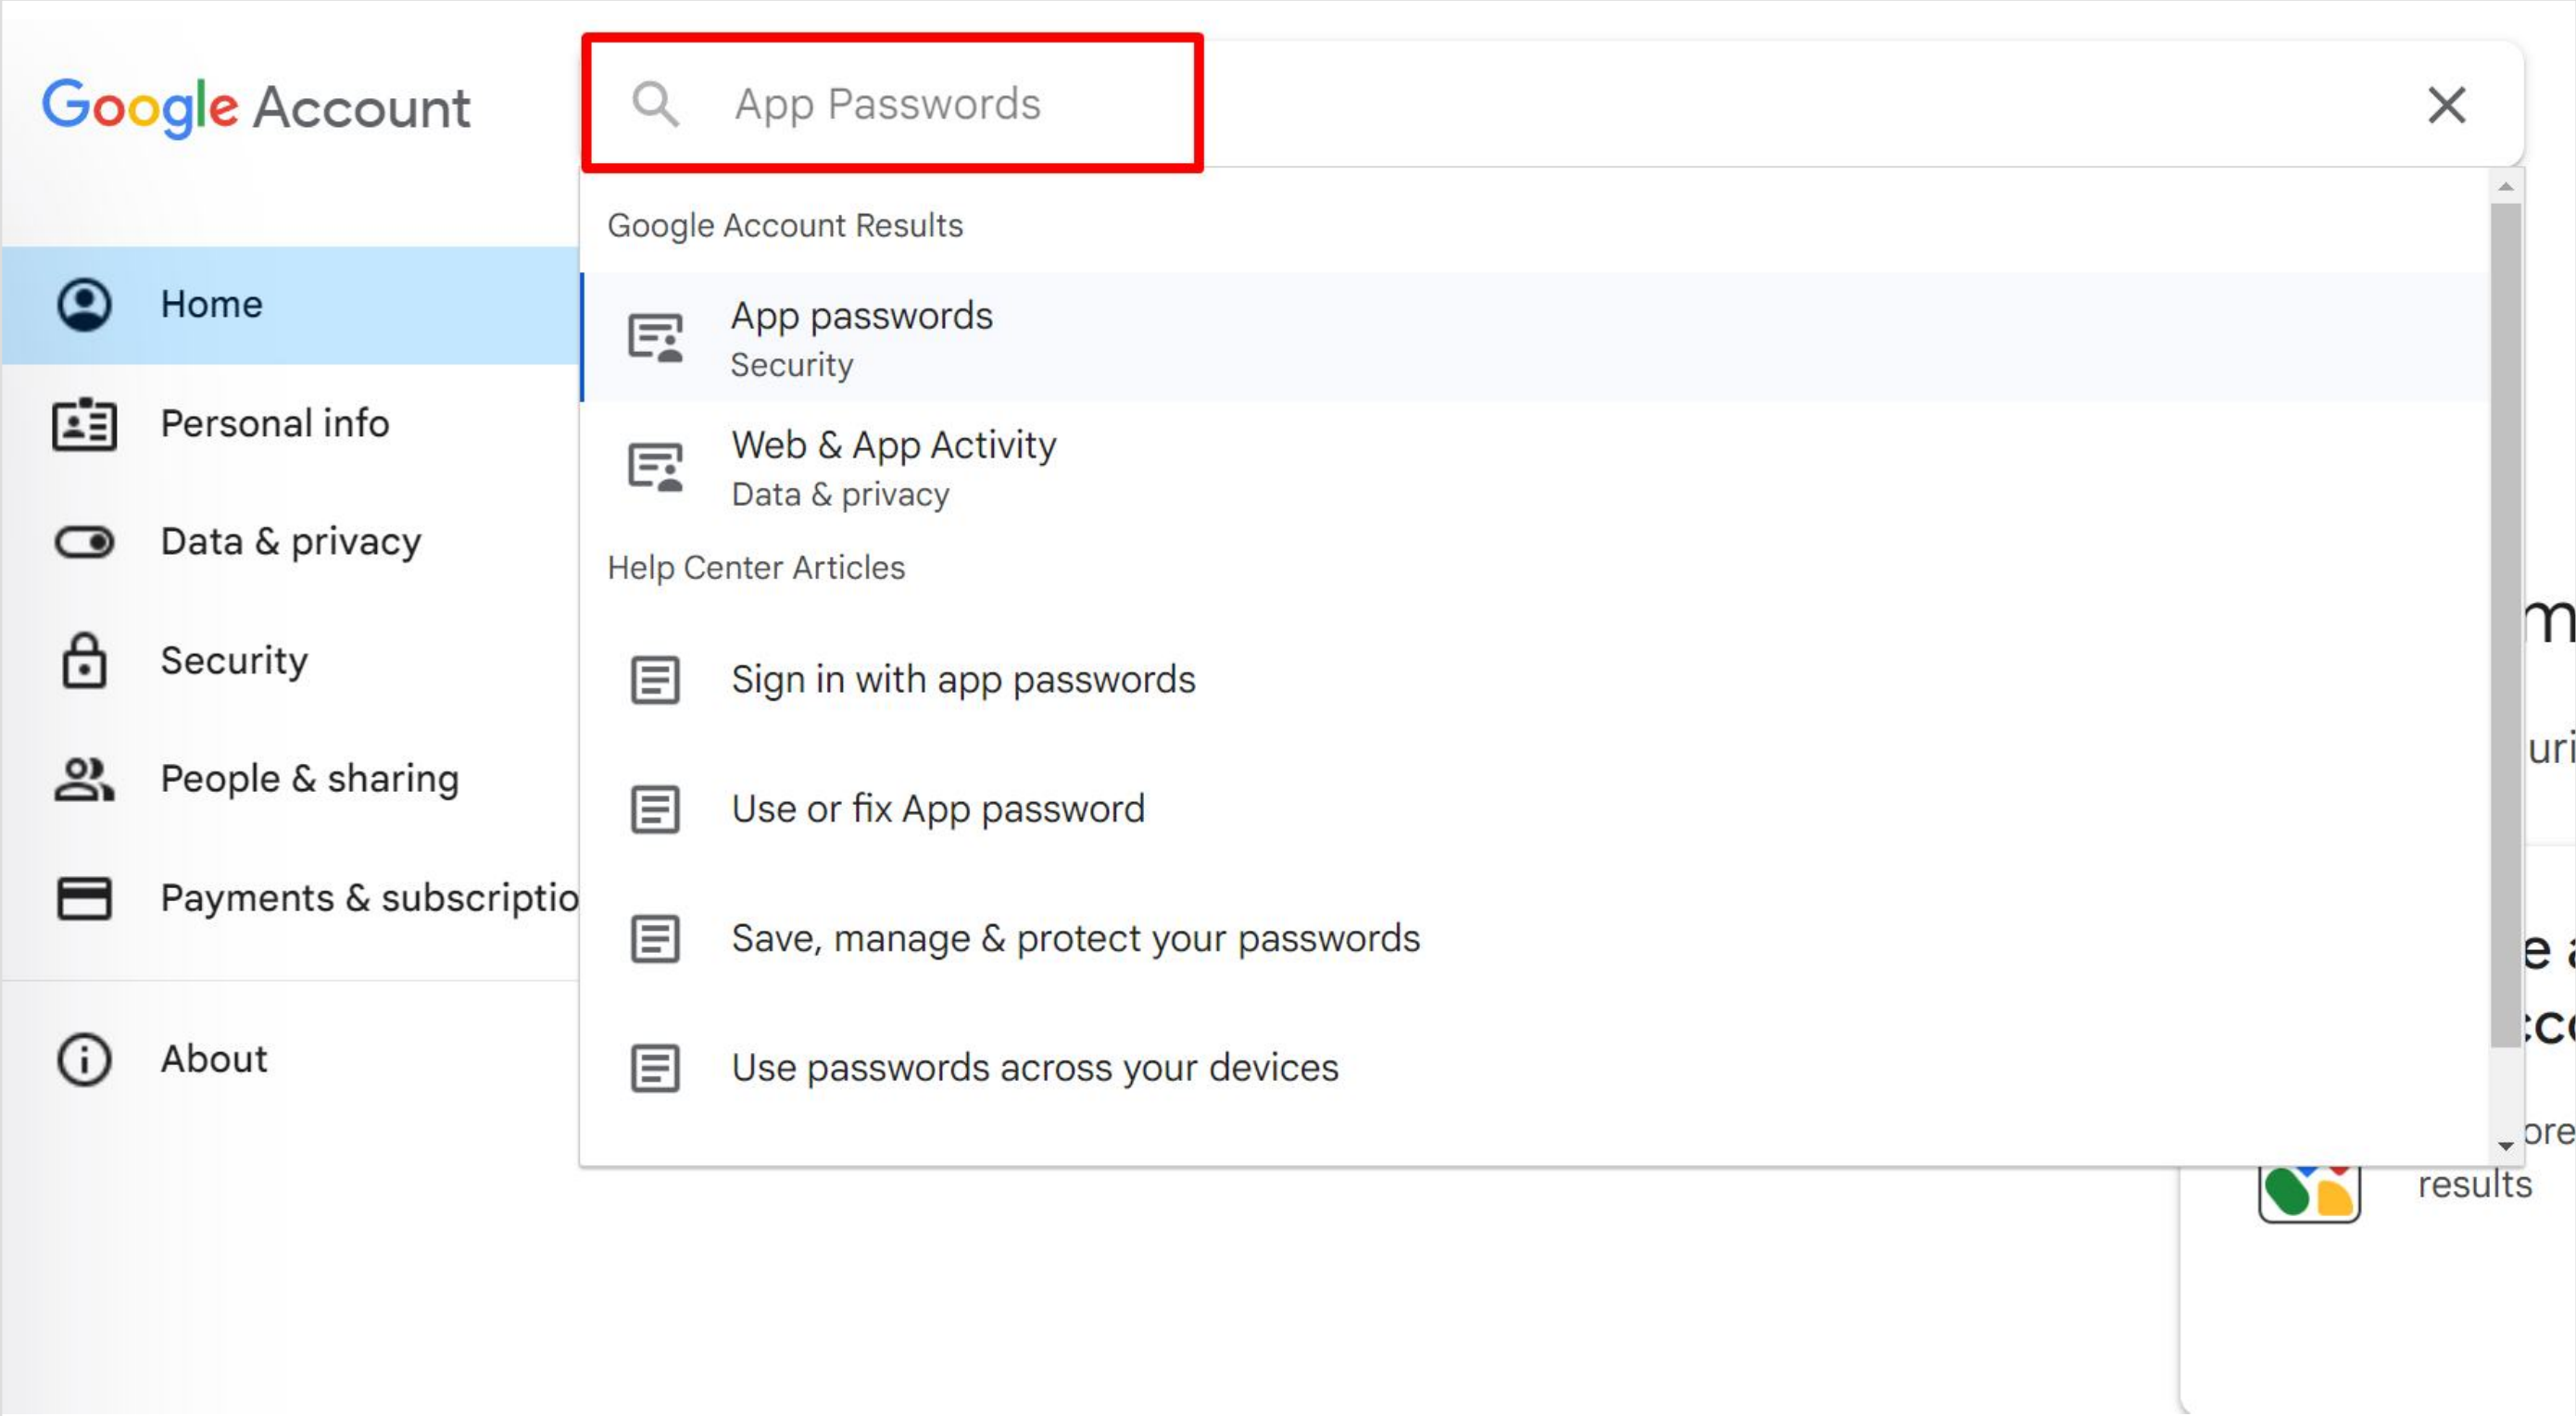 Google Account
App Passwords
Google Account Results
App passwords
Security
Web & App Activity
Data & privacy
Help Center Articles
Sign in with app passwords
Use or fix App password
Save, manage & protect your passwords
Use passwords across your devices
Home
Personal info
Data & privacy
Security
People & sharing
Payments & subscriptio
About
results